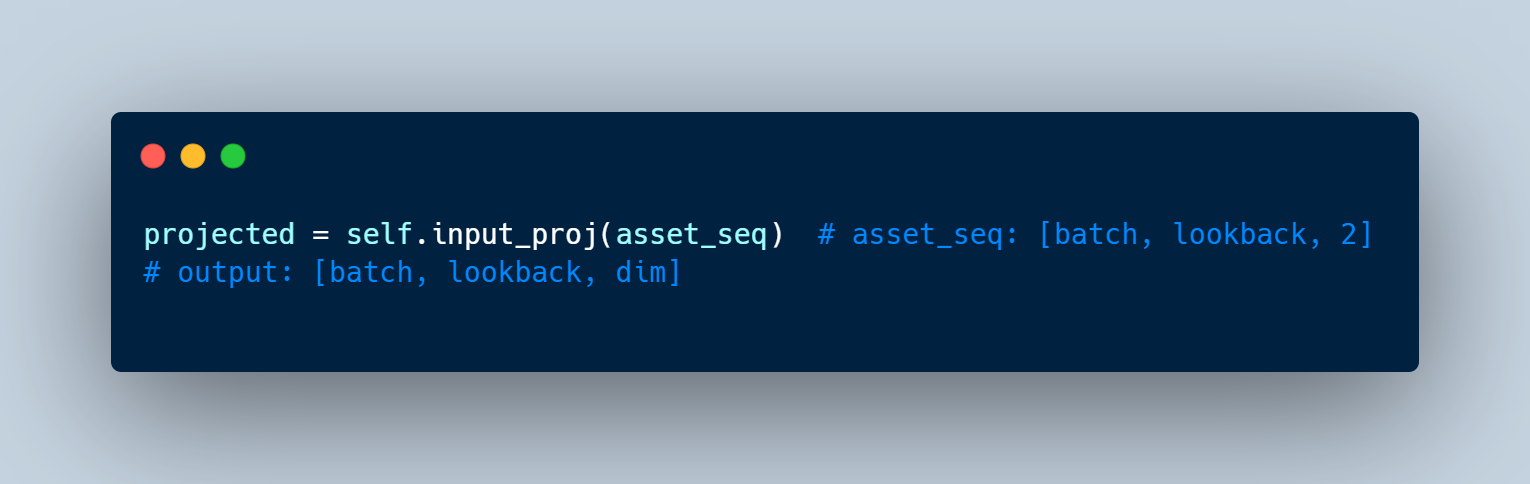 projected = self.input_proj(asset_seq)  # asset_seq: [batch, lookback, 2]
# output: [batch, lookback, dim]